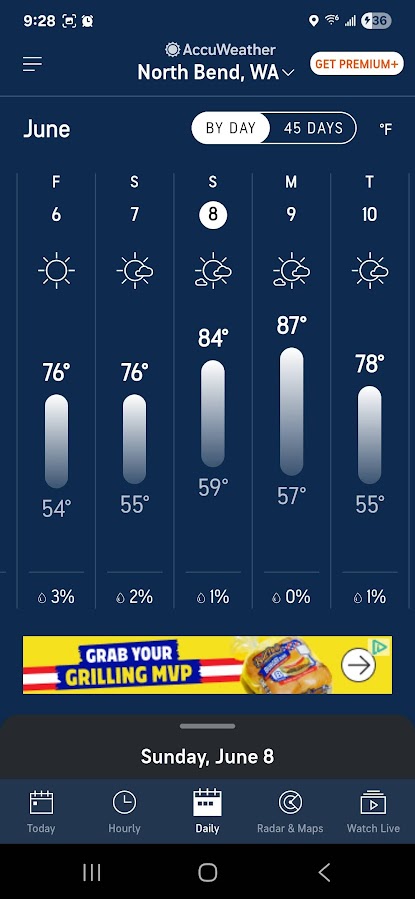 9:28
36
AccuWeather
North Bend, WA
GET PREMIUM+
June
BY DAY
45 DAYS
°F
F S S M T
6 7 8 9 10
76° 76° 84° 87° 78°
54° 55° 59° 57° 55°
3% 2% 1% 0% 1%
GRAB YOUR
GRILLING MVP
Sunday, June 8
Today Hourly Daily Radar & Maps Watch Live